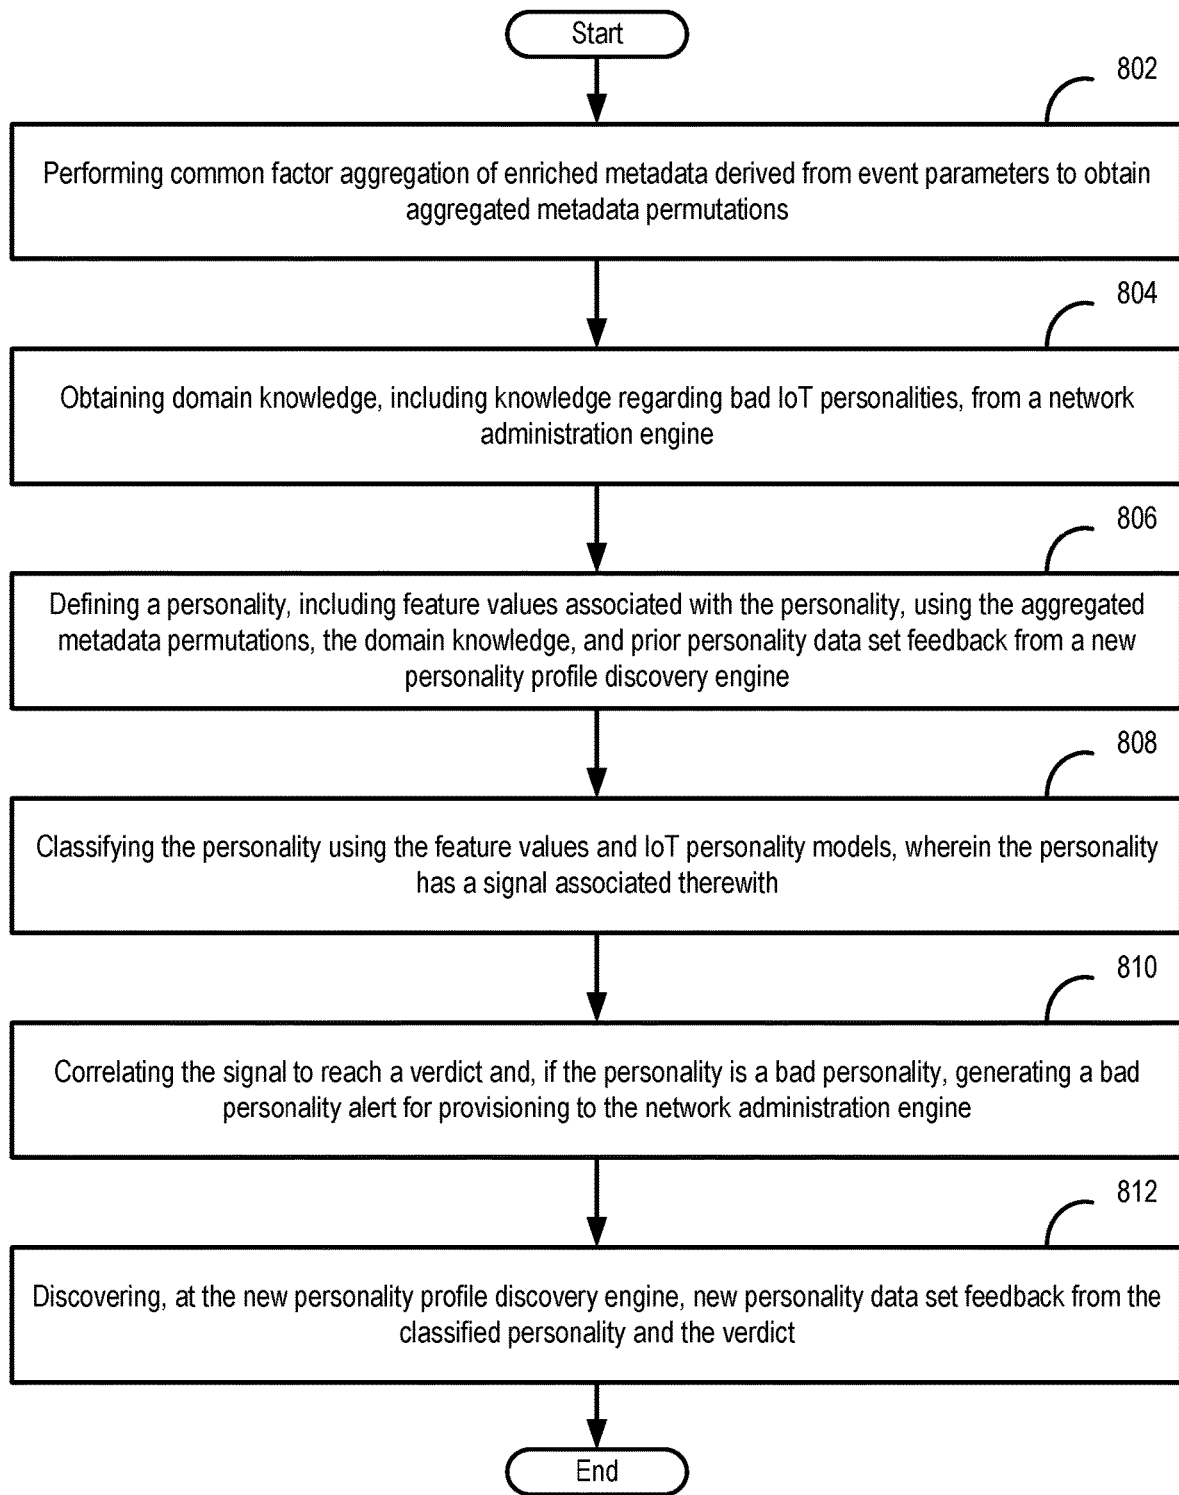 Start
802
Performing common factor aggregation of enriched metadata derived from event parameters to obtain
aggregated metadata permutations
804
Obtaining domain knowledge, including knowledge regarding bad IoT personalities, from a network
administration engine
806
Defining a personality, including feature values associated with the personality, using the aggregated
metadata permutations, the domain knowledge, and prior personality data set feedback from a new
personality profile discovery engine
808
Classifying the personality using the feature values and IoT personality models, wherein the personality
has a signal associated therewith
810
Correlating the signal to reach a verdict and, if the personality is a bad personality, generating a bad
personality alert for provisioning to the network administration engine
812
Discovering, at the new personality profile discovery engine, new personality data set feedback from the
classified personality and the verdict
End